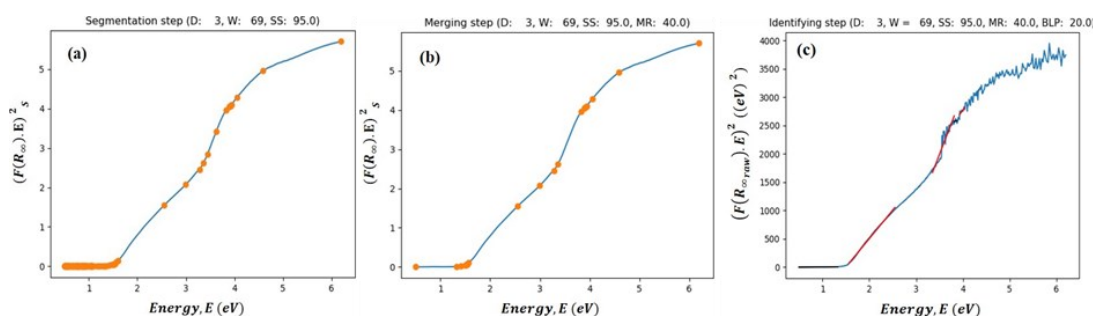 Segmentation step (D: 3, W: 69, SS: 95.0)
(a)
(F(R∞).E)²s
5
4
3
2
1
0
1 2 3 4 5 6
Energy, E (eV)
Merging step (D: 3, W: 69, SS: 95.0, MR: 40.0)
(b)
(F(R∞).E)²s
5
4
3
2
1
0
1 2 3 4 5 6
Energy, E (eV)
Identifying step (D: 3, W = 69, SS: 95.0, MR: 40.0, BLP: 20.0)
(c)
(F(R∞raw).E)² ((eV)²)
4000
3500
3000
2500
2000
1500
1000
500
0
1 2 3 4 5 6
Energy, E (eV)